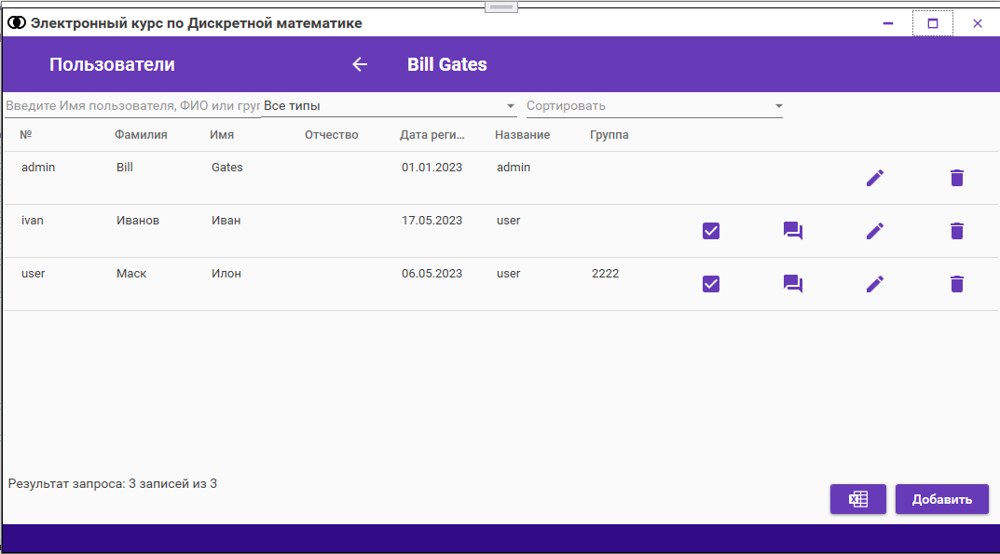 Электронный курс по Дискретной математике
Пользователи Bill Gates
Введите Имя пользователя, ФИО или груп Все типы Сортировать
№ Фамилия Имя Отчество Дата реги... Название Группа
admin Bill Gates 01.01.2023 admin
ivan Иванов Иван 17.05.2023 user
user Маск Илон 06.05.2023 user 2222
Результат запроса: 3 записей из 3
Добавить